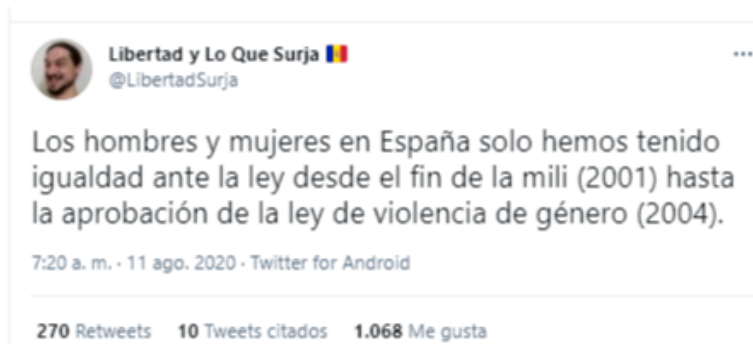 Libertad y Lo Que Surja 🇦🇩
@LibertadSurja
Los hombres y mujeres en España solo hemos tenido
igualdad ante la ley desde el fin de la mili (2001) hasta
la aprobación de la ley de violencia de género (2004).
7:20 a. m. · 11 ago. 2020 · Twitter for Android
270 Retweets 10 Tweets citados 1.068 Me gusta